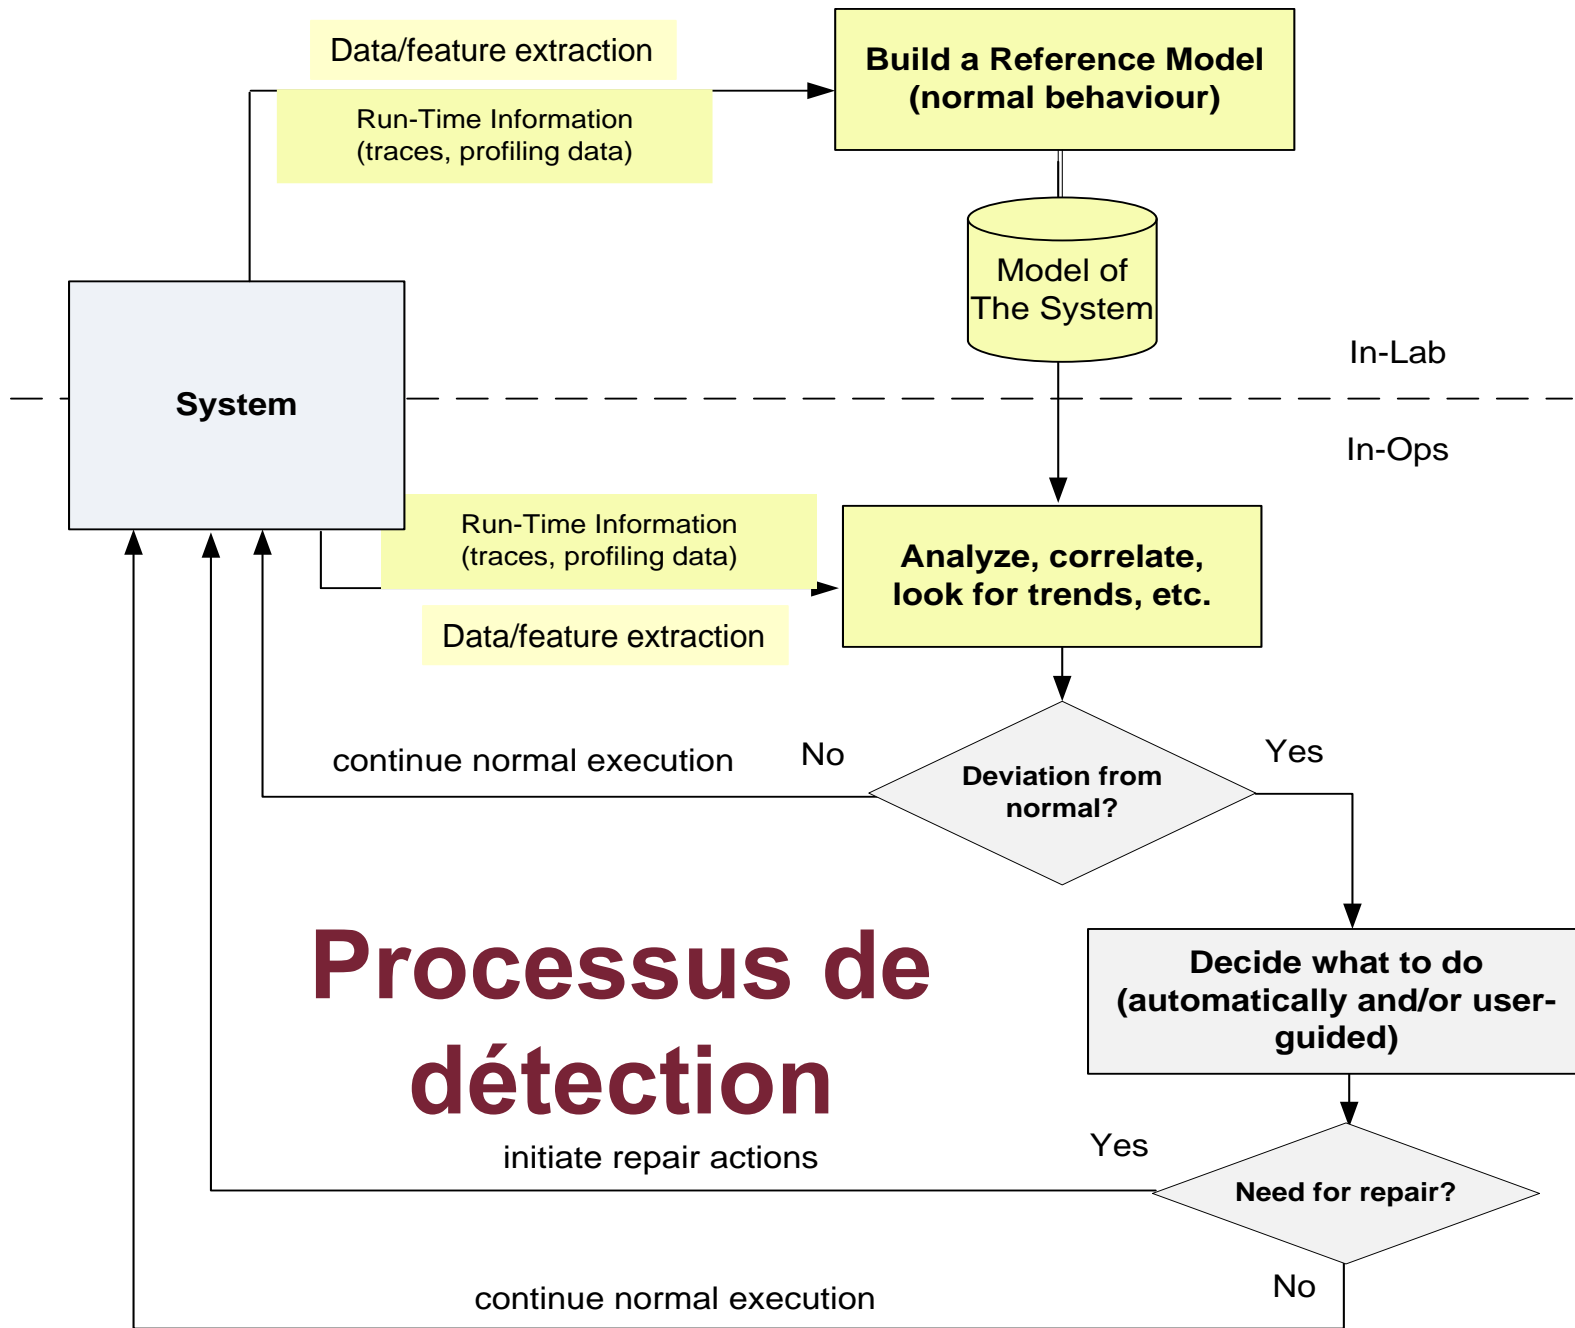 Data/feature extraction
Run-Time Information
(traces, profiling data)
Build a Reference Model
(normal behaviour)
Model of
The System
In-Lab
System
In-Ops
Run-Time Information
(traces, profiling data)
Data/feature extraction
Analyze, correlate,
look for trends, etc.
continue normal execution
No
Deviation from
normal?
Yes
Processus de
détection
Decide what to do
(automatically and/or user-
guided)
initiate repair actions
Yes
Need for repair?
No
continue normal execution